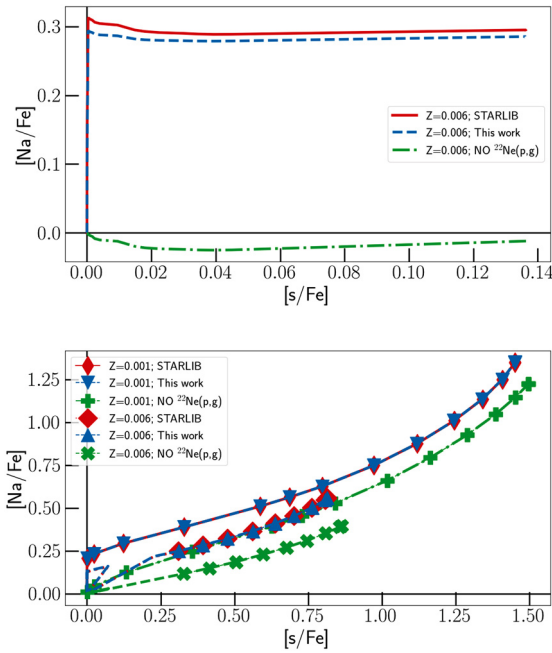 0.3
0.2
0.1
0.0
[Na/Fe]
Z=0.006; STARLIB
Z=0.006; This work
Z=0.006; NO ²²Ne(p,g)
0.00 0.02 0.04 0.06 0.08 0.10 0.12 0.14
[s/Fe]
Z=0.001; STARLIB
Z=0.001; This work
Z=0.001; NO ²²Ne(p,g)
Z=0.006; STARLIB
Z=0.006; This work
Z=0.006; NO ²²Ne(p,g)
1.25
1.00
0.75
0.50
0.25
0.00
[Na/Fe]
0.00 0.25 0.50 0.75 1.00 1.25 1.50
[s/Fe]